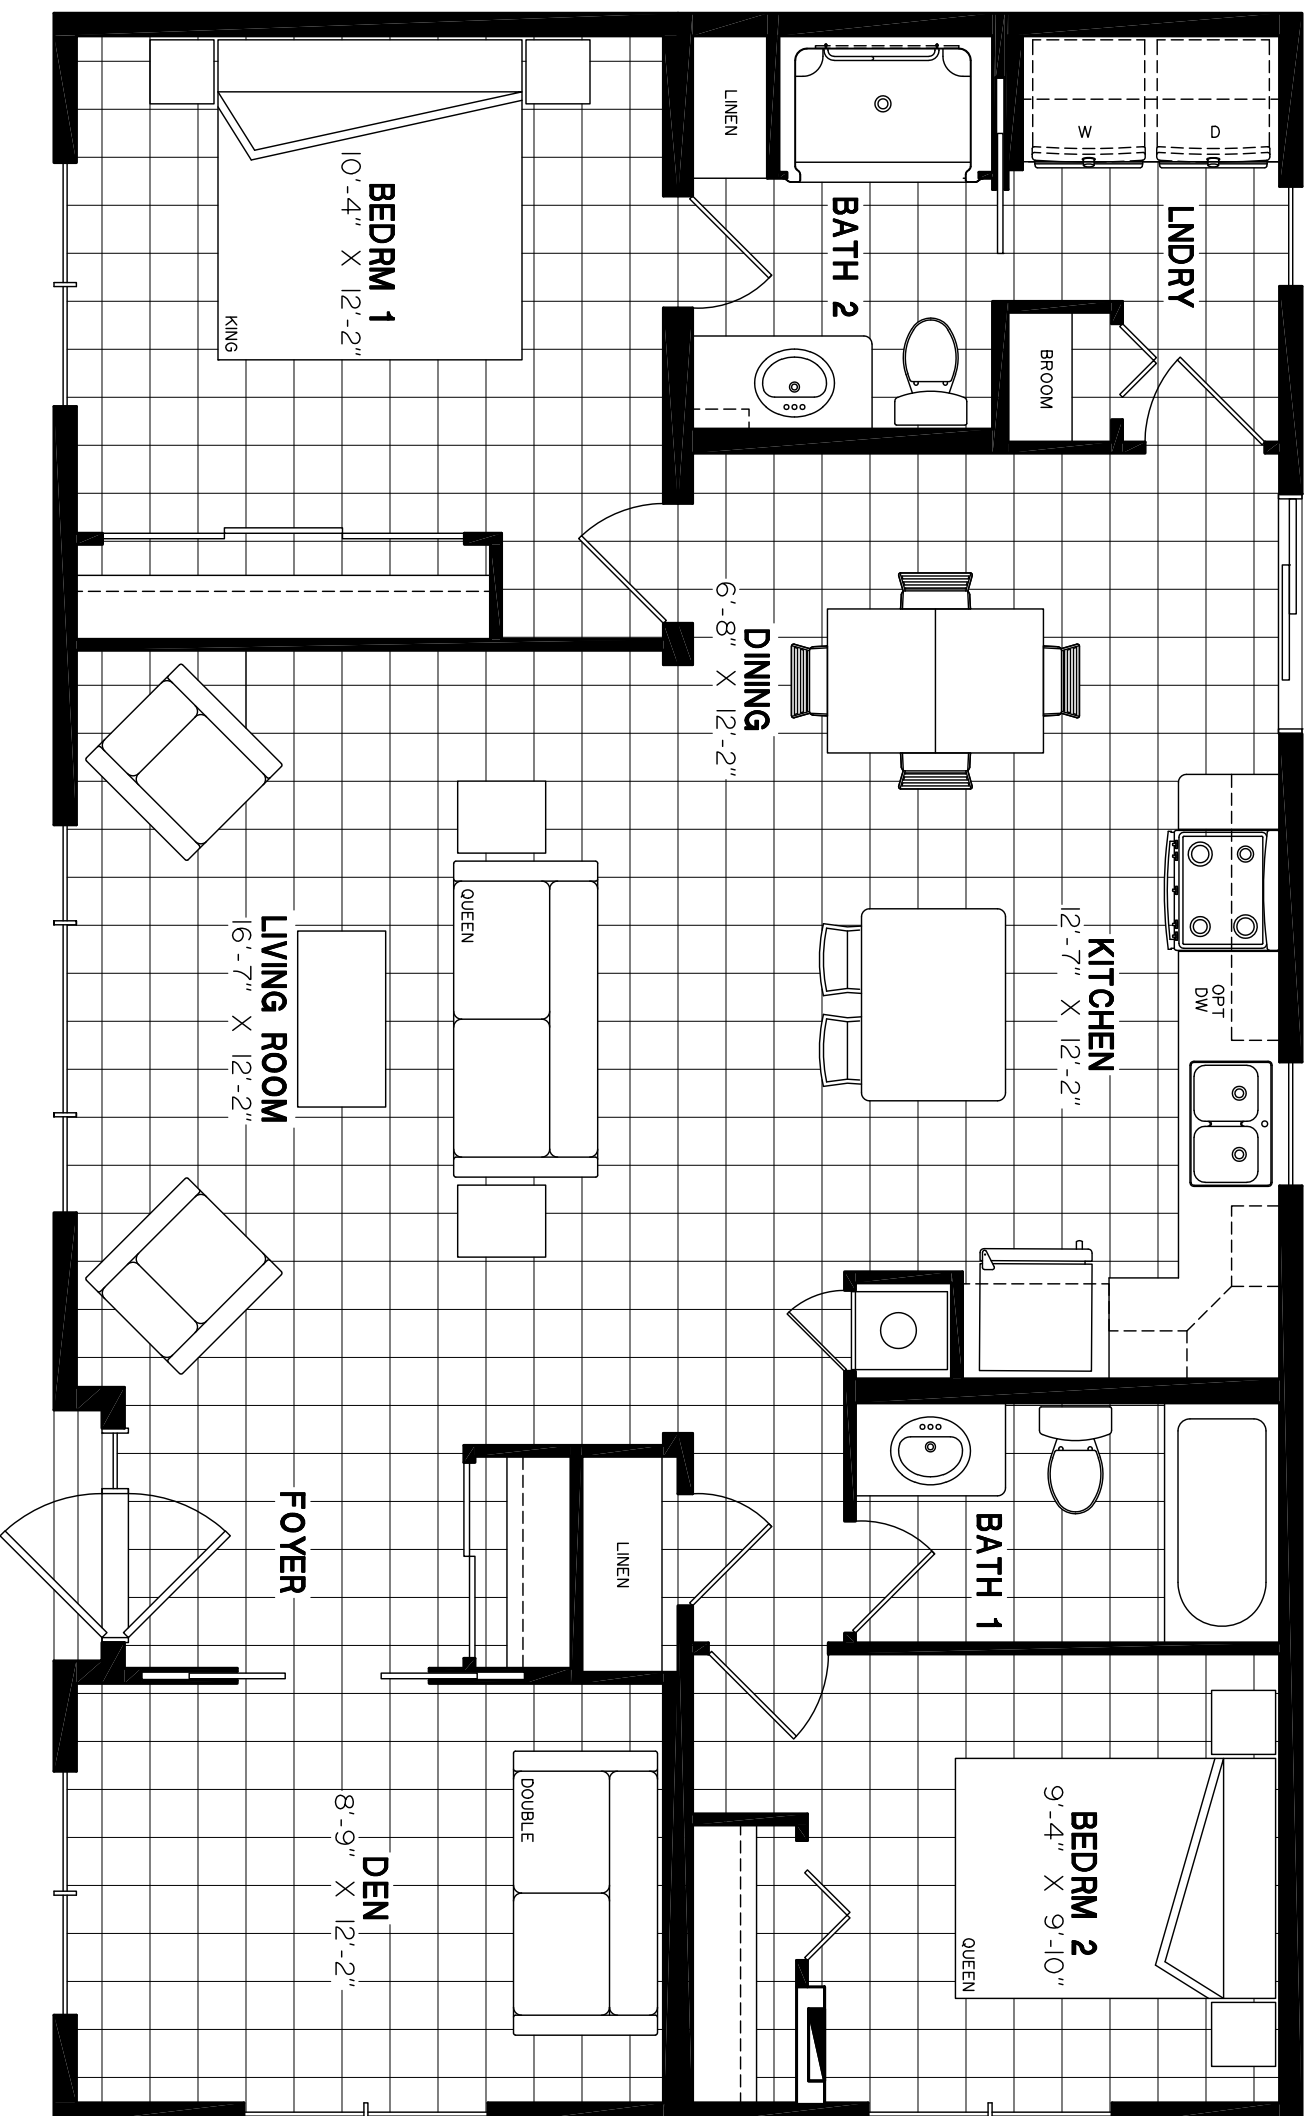 LINEN
W
D
BATH 2
LNDRY
BEDRM 1
10'-4" X 12'-2"
KING
BROOM
DINING
6'-8" X 12'-2"
KITCHEN
12'-7" X 12'-2"
OPT
DW
QUEEN
LIVING ROOM
16'-7" X 12'-2"
FOYER
LINEN
BATH 1
DOUBLE
DEN
8'-9" X 12'-2"
BEDRM 2
9'-4" X 9'-10"
QUEEN